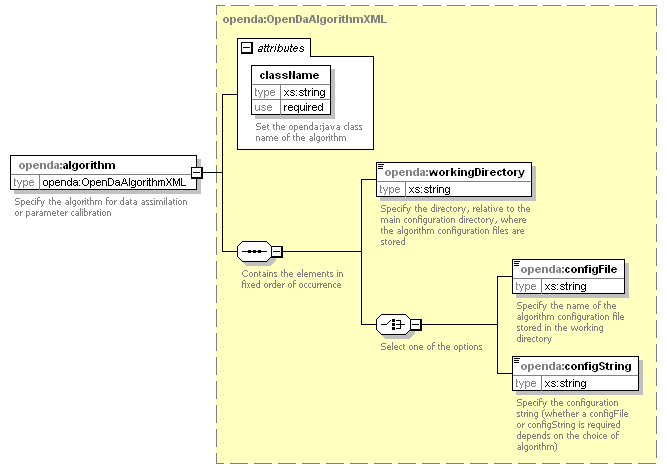 openda:OpenDaAlgorithmXML
attributes
className
type xs:string
use required
Set the openda:java class
name of the algorithm
openda:algorithm
type openda:OpenDaAlgorithmXML
Specify the algorithm for data assimilation
or parameter calibration
openda:workingDirectory
type xs:string
Specify the directory, relative to the
main configuration directory, where
the algorithm configuration files are
stored
Contains the elements in
fixed order of occurrence
openda:configFile
type xs:string
Specify the name of the
algorithm configuration file
stored in the working
directory
Select one of the options
openda:configString
type xs:string
Specify the configuration
string (whether a configFile
or configString is required
depends on the choice of
algorithm)